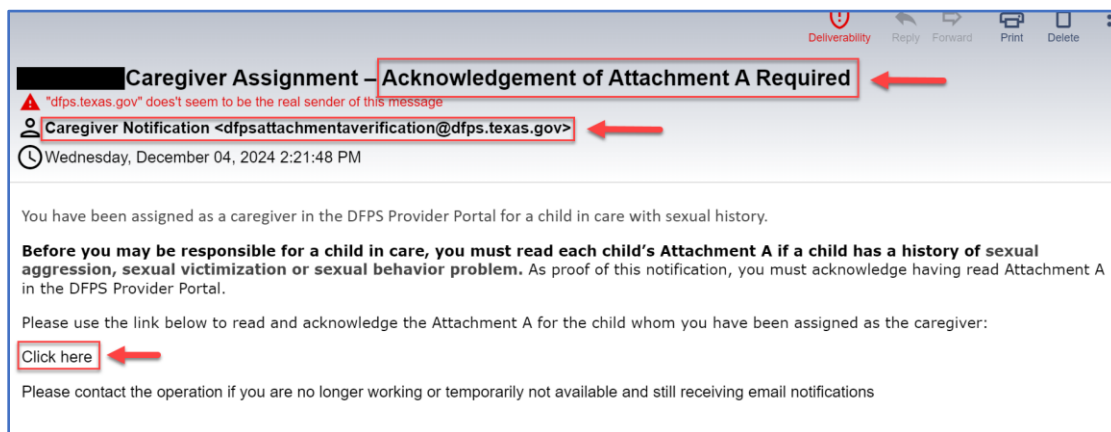 Deliverability Reply Forward Print Delete
Caregiver Assignment – Acknowledgement of Attachment A Required
"dfps.texas.gov" does't seem to be the real sender of this message
Caregiver Notification <dfpsattachmentaverification@dfps.texas.gov>
Wednesday, December 04, 2024 2:21:48 PM
You have been assigned as a caregiver in the DFPS Provider Portal for a child in care with sexual history.
Before you may be responsible for a child in care, you must read each child's Attachment A if a child has a history of sexual
aggression, sexual victimization or sexual behavior problem. As proof of this notification, you must acknowledge having read Attachment A
in the DFPS Provider Portal.
Please use the link below to read and acknowledge the Attachment A for the child whom you have been assigned as the caregiver:
Click here
Please contact the operation if you are no longer working or temporarily not available and still receiving email notifications